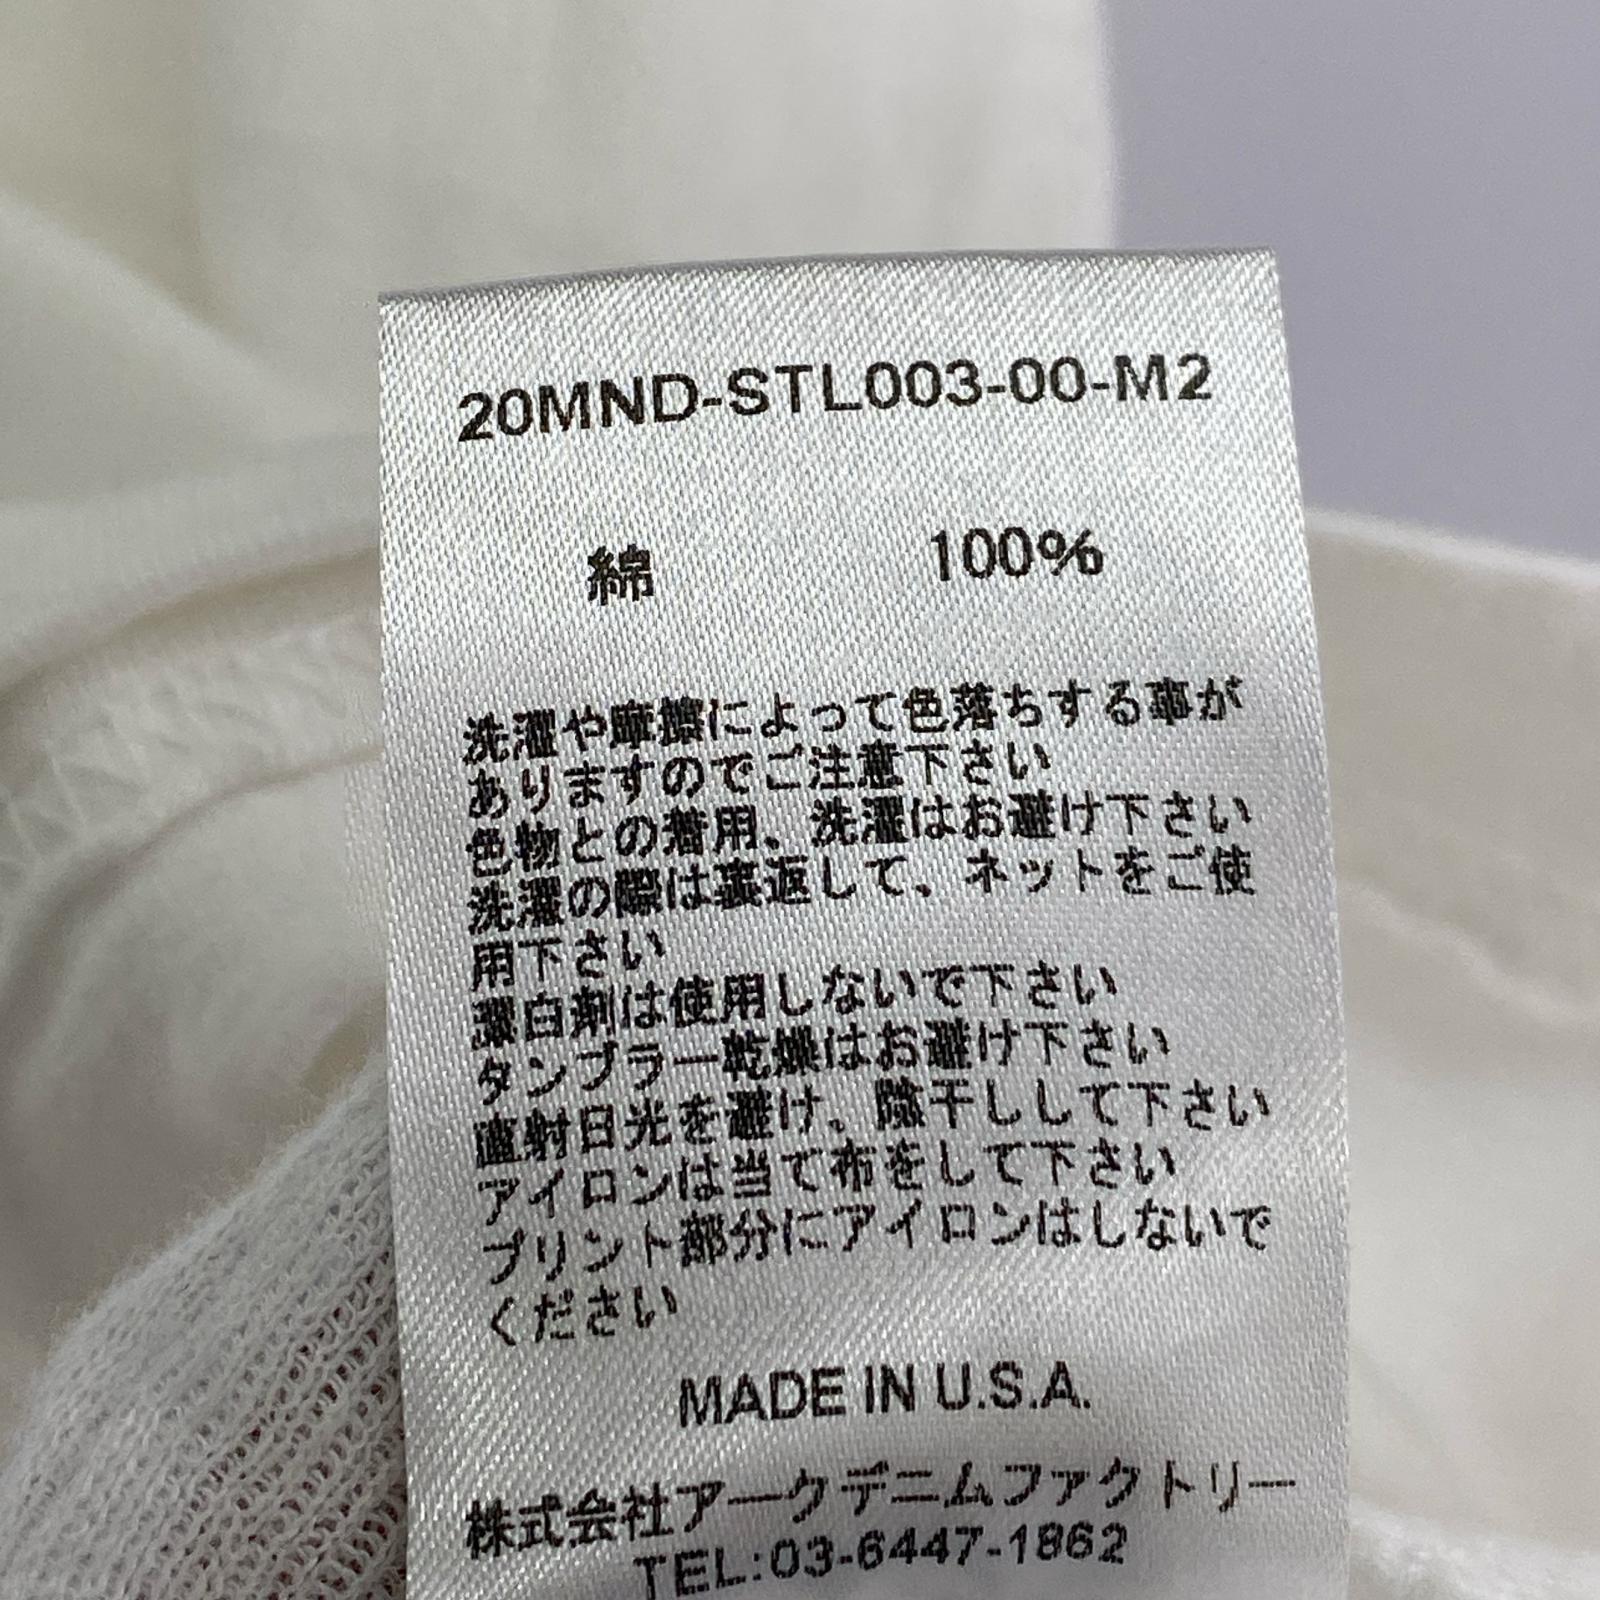 20MND-STL003-00-M2
綿 100%
洗濯や摩擦によって色落ちする事が
ありますのでご注意下さい
色物との着用、洗濯はお避け下さい
洗濯の際は裏返して、ネットをご使
用下さい
漂白剤は使用しないで下さい
タンブラー乾燥はお避け下さい
直射日光を避け、陰干しして下さい
アイロンは当て布をして下さい
プリント部分にアイロンはしないで
ください
MADE IN U.S.A.
株式会社アークデニムファクトリー
TEL:03-6447-1862